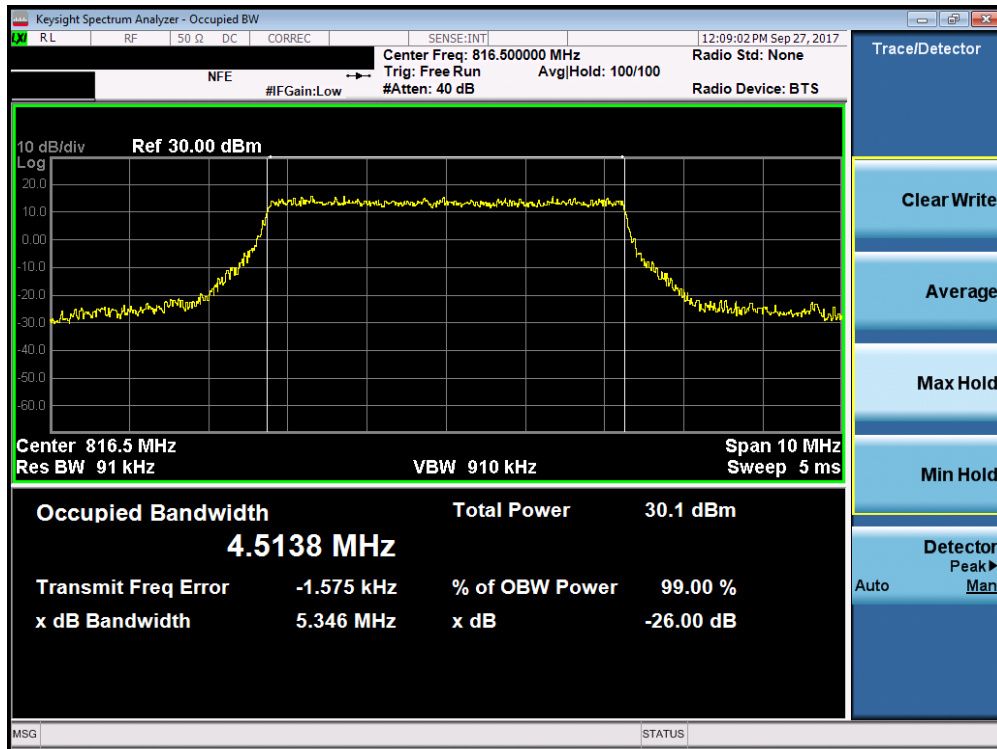 Keysight Spectrum Analyzer - Occupied BW
LXI RL RF 50 Ω DC CORREC SENSE:INT 12:09:02 PM Sep 27, 2017
Center Freq: 816.500000 MHz Radio Std: None
NFE Trig: Free Run Avg|Hold: 100/100
#IFGain:Low #Atten: 40 dB Radio Device: BTS
10 dB/div Ref 30.00 dBm
Log
20.0
10.0
0.00
-10.0
-20.0
-30.0
-40.0
-50.0
-60.0
Center 816.5 MHz Span 10 MHz
Res BW 91 kHz VBW 910 kHz Sweep 5 ms
Occupied Bandwidth Total Power 30.1 dBm
4.5138 MHz
Transmit Freq Error -1.575 kHz % of OBW Power 99.00 %
x dB Bandwidth 5.346 MHz x dB -26.00 dB
MSG STATUS
Trace/Detector
Clear Write
Average
Max Hold
Min Hold
Detector
Peak▶
Auto Man